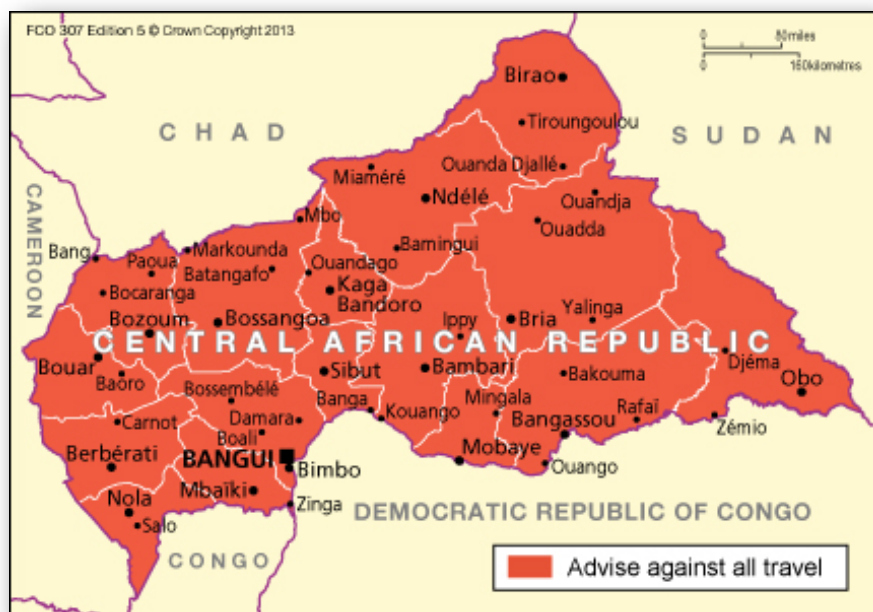 FCO 307 Edition 5 © Crown Copyright 2013
0 80miles
0 160kilometres
Birao
Tiroungoulou
CHAD
SUDAN
Ouanda Djallé
Miaméré
Ndélé
Ouandja
CAMEROON
Mbo
Ouadda
Bang
Markounda
Bamingui
Paoua
Batangafo
Ouandago
Bocaranga
Kaga
Bandoro
Bozoum
Bossangoa
Ippy
Bria
Yalinga
CENTRAL AFRICAN REPUBLIC
Bouar
Sibut
Bambari
Djéma
Baoro
Bakouma
Bossembélé
Obo
Banga
Kouango
Mingala
Carnot
Damara
Rafaï
Boali
Bangassou
Zémio
BANGUI
Mobaye
Berbérati
Bimbo
Ouango
Mbaïki
Nola
Zinga
Salo
DEMOCRATIC REPUBLIC OF CONGO
CONGO
Advise against all travel